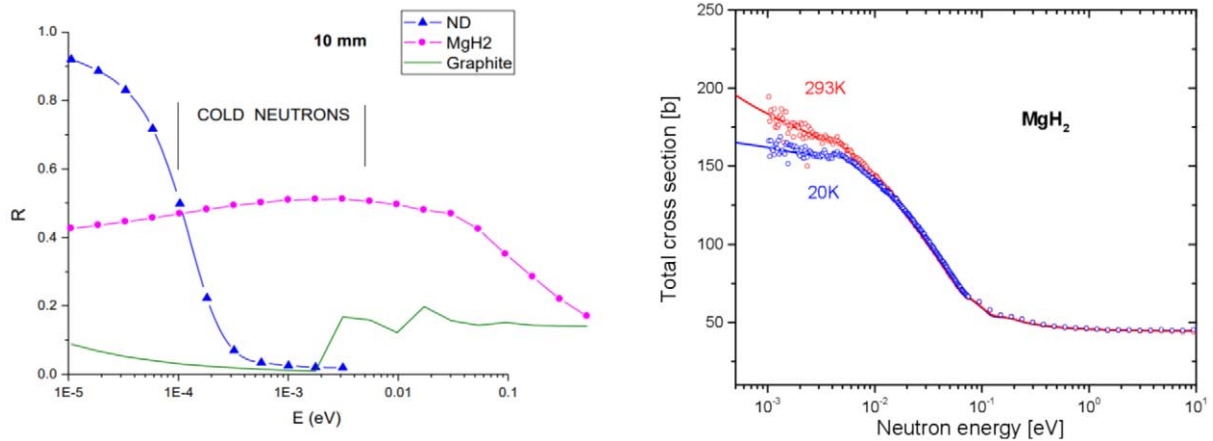 10 mm
ND
MgH2
Graphite
COLD NEUTRONS
R
1.0
0.8
0.6
0.4
0.2
0.0
1E-5 1E-4 1E-3 0.01 0.1
E (eV)
Total cross section [b]
250
200
150
100
50
293K
20K
MgH₂
10⁻³ 10⁻² 10⁻¹ 10⁰ 10¹
Neutron energy [eV]